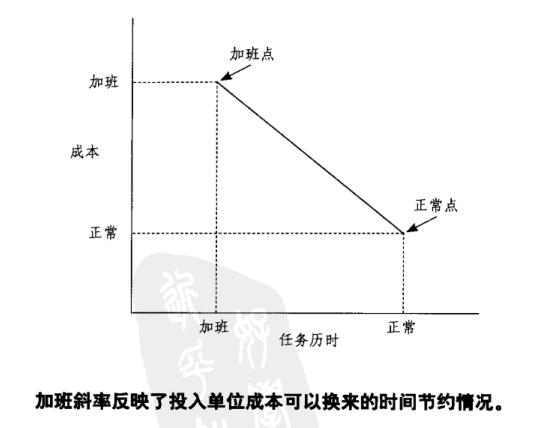 加班点
加班
成本
正常点
正常
加班
正常
任务历时
加班斜率反映了投入单位成本可以换来的时间节约情况。